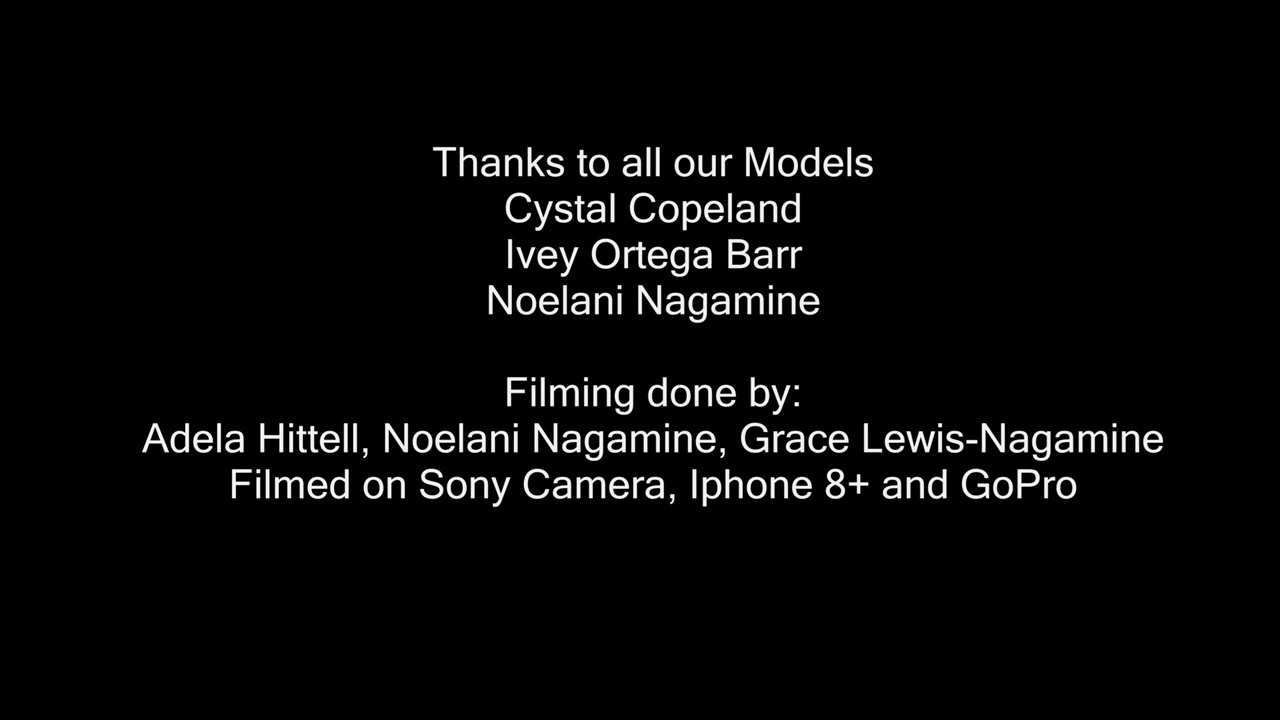 Thanks to all our Models
Cystal Copeland
Ivey Ortega Barr
Noelani Nagamine
Filming done by:
Adela Hittell, Noelani Nagamine, Grace Lewis-Nagamine
Filmed on Sony Camera, Iphone 8+ and GoPro